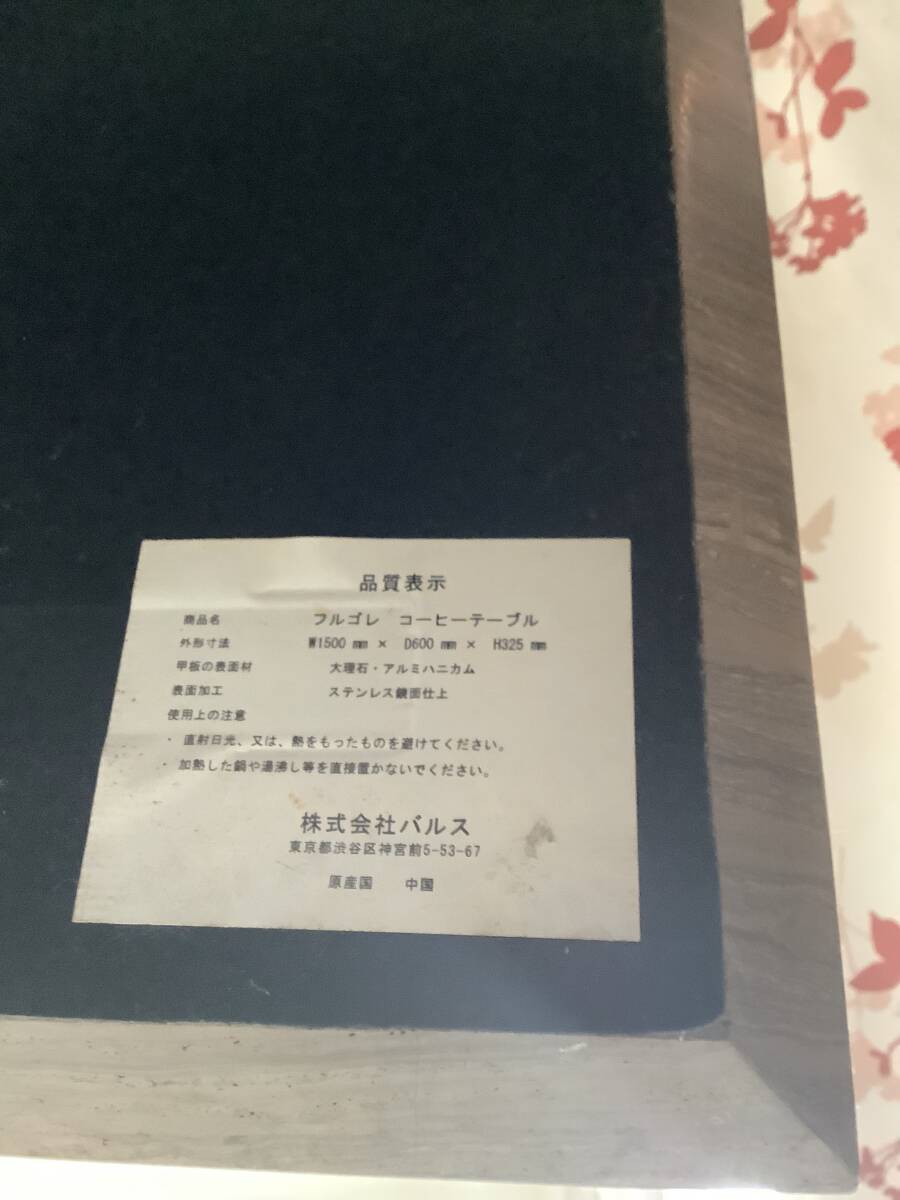 品質表示
商品名 フルゴレ コーヒーテーブル
外形寸法 W1500 mm × D600 mm × H325 mm
甲板の表面材 大理石・アルミハニカム
表面加工 ステンレス鏡面仕上
使用上の注意
・ 直射日光、又は、熱をもったものを避けてください。
・ 加熱した鍋や湯沸し等を直接置かないでください。
株式会社バルス
東京都渋谷区神宮前5-53-67
原産国 中国